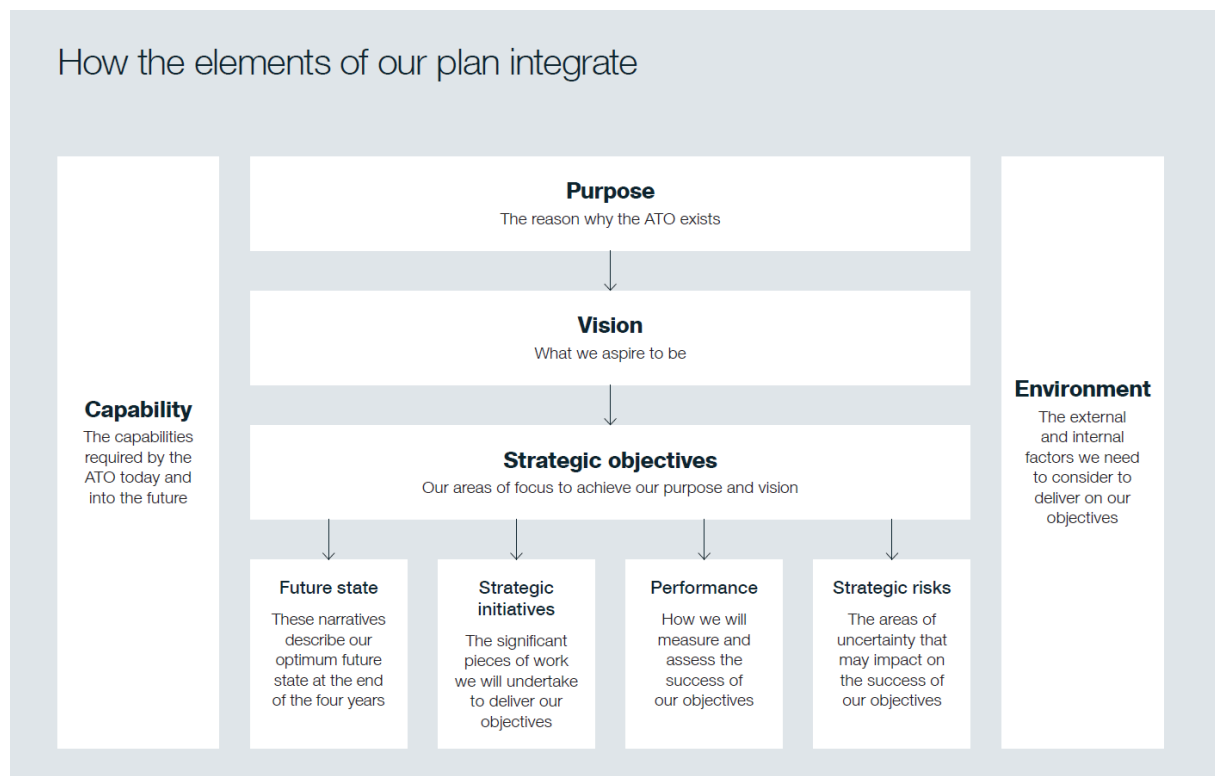 How the elements of our plan integrate
Capability
The capabilities
required by the
ATO today and
into the future
Purpose
The reason why the ATO exists
Vision
What we aspire to be
Strategic objectives
Our areas of focus to achieve our purpose and vision
Future state
These narratives
describe our
optimum future
state at the end
of the four years
Strategic
initiatives
The significant
pieces of work
we will undertake
to deliver our
objectives
Performance
How we will
measure and
assess the
success of
our objectives
Strategic risks
The areas of
uncertainty that
may impact on
the success of
our objectives
Environment
The external
and internal
factors we need
to consider to
deliver on our
objectives